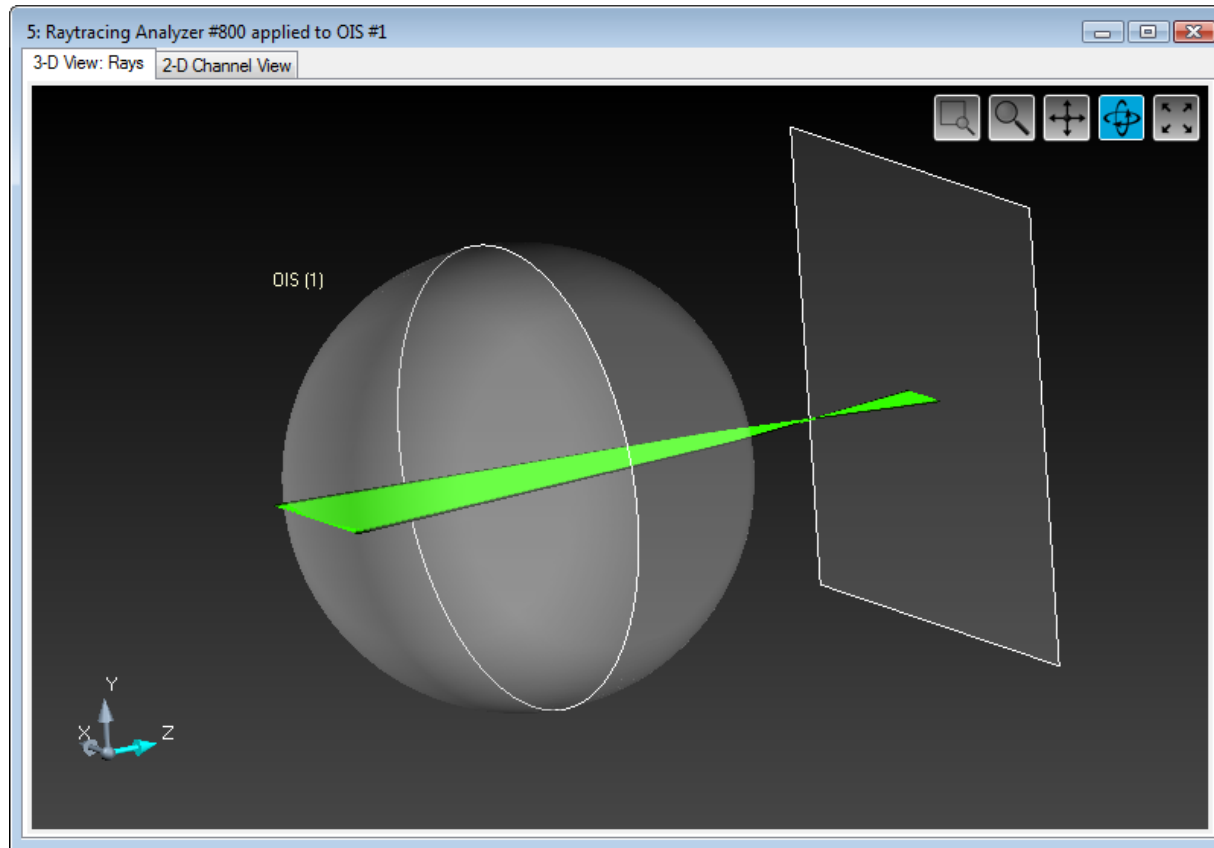 5: Raytracing Analyzer #800 applied to OIS #1
3-D View: Rays
2-D Channel View
OIS (1)
Y
X
Z